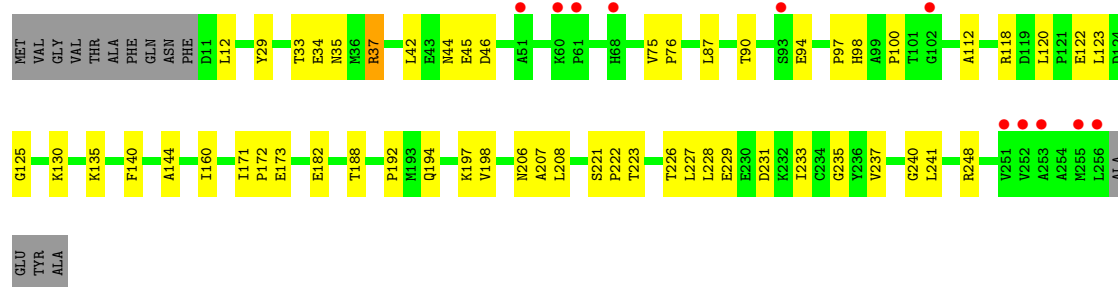 MET VAL GLY VAL THR ALA PHE GLN ASN PHE D11 L12 Y29 T33 E34 N35 M36 R37 L42 E43 N44 E45 D46 A51 K60 P61 H68 V75 P76 L87 T90 S93 E94 P97 H98 A99 P100 T101 G102 A112 R118 D119 L120 P121 E122 L123 D124
G125 K130 K135 F140 A144 I160 I171 P172 E173 E182 T188 P192 M193 Q194 K197 V198 N206 A207 L208 S221 P222 T223 T226 L227 L228 E229 E230 D231 K232 I233 C234 G235 Y236 V237 G240 L241 R248 V251 V252 A253 A254 M255 L256 ALA
GLU TYR ALA